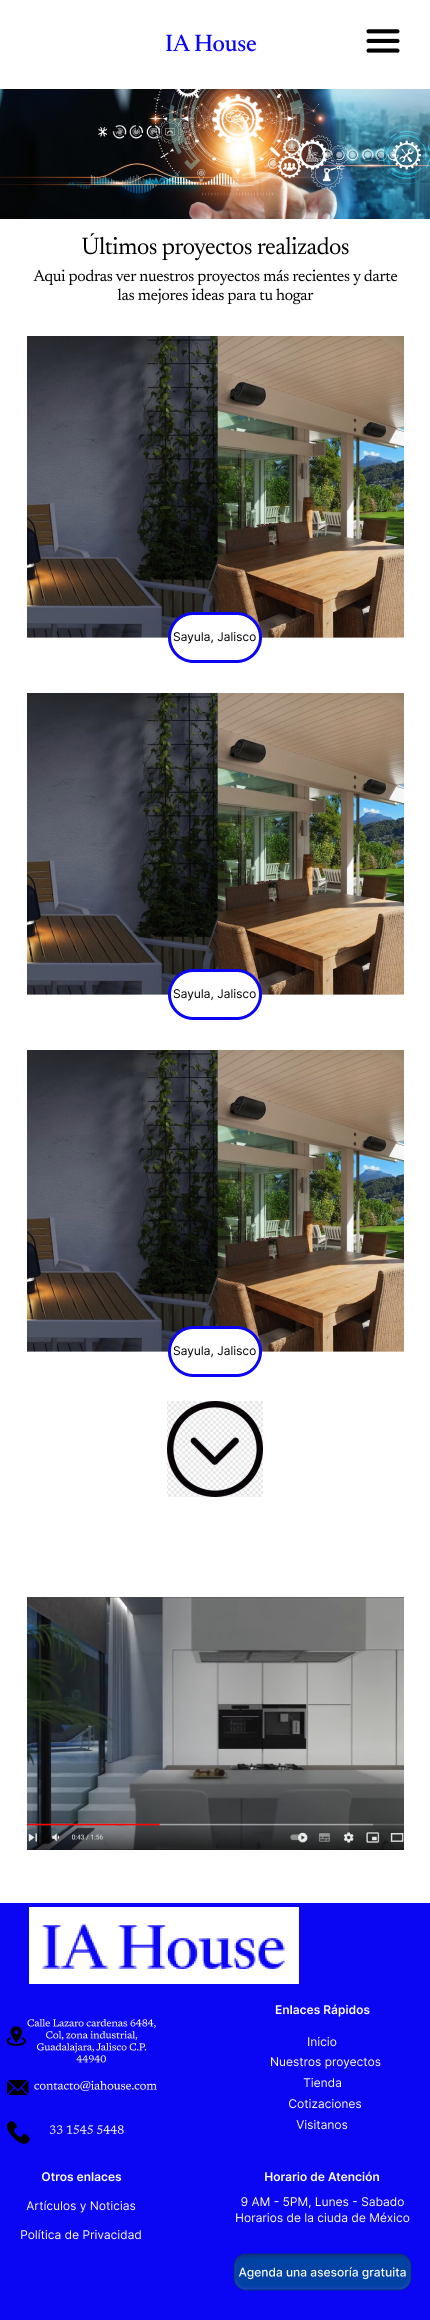 IA House
Últimos proyectos realizados
Aqui podras ver nuestros proyectos más recientes y darte
las mejores ideas para tu hogar
Sayula, Jalisco
Sayula, Jalisco
Sayula, Jalisco
0:43 / 1:56
IA House
Calle Lazaro cardenas 6484,
Col, zona industrial,
Guadalajara, Jalisco C.P.
44940
contacto@iahouse.com
33 1545 5448
Enlaces Rápidos
Inicio
Nuestros proyectos
Tienda
Cotizaciones
Visitanos
Otros enlaces
Artículos y Noticias
Política de Privacidad
Horario de Atención
9 AM - 5PM, Lunes - Sabado
Horarios de la ciuda de México
Agenda una asesoría gratuita